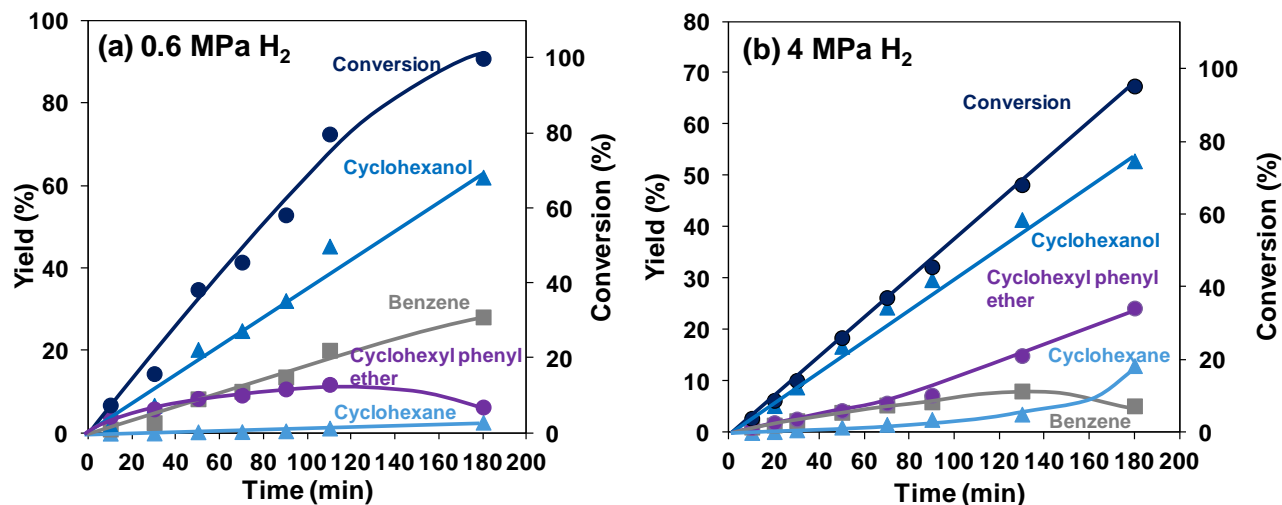 (a) 0.6 MPa H₂
Yield (%)
100
80
60
40
20
0
Conversion
Cyclohexanol
Benzene
Cyclohexyl phenyl
ether
Cyclohexane
100
80
60
40
20
0
Conversion (%)
0 20 40 60 80 100 120 140 160 180 200
Time (min)
(b) 4 MPa H₂
Yield (%)
80
70
60
50
40
30
20
10
0
Conversion
Cyclohexanol
Cyclohexyl phenyl
ether
Cyclohexane
Benzene
100
80
60
40
20
0
Conversion (%)
0 20 40 60 80 100 120 140 160 180 200
Time (min)